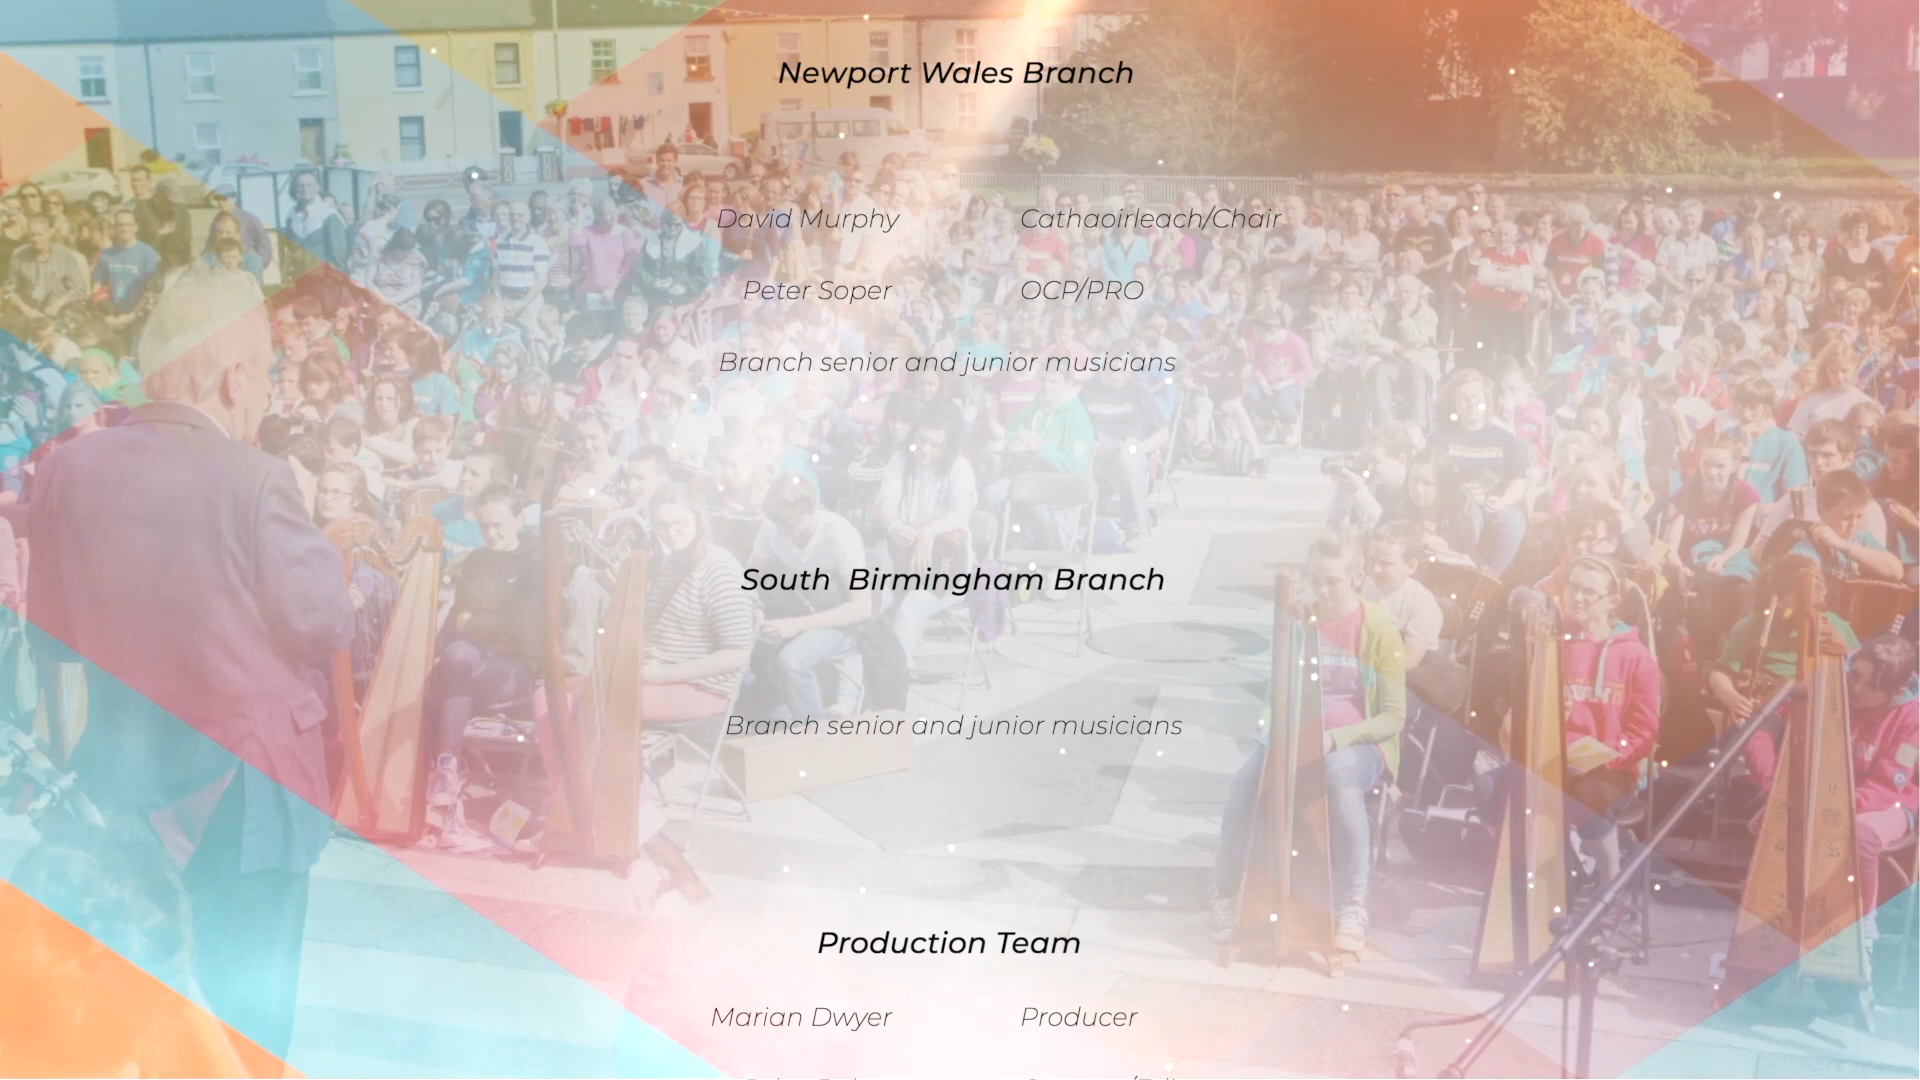 Newport Wales Branch
David Murphy Cathaoirleach/Chair
Peter Soper OCP/PRO
Branch senior and junior musicians
South Birmingham Branch
Branch senior and junior musicians
Production Team
Marian Dwyer Producer